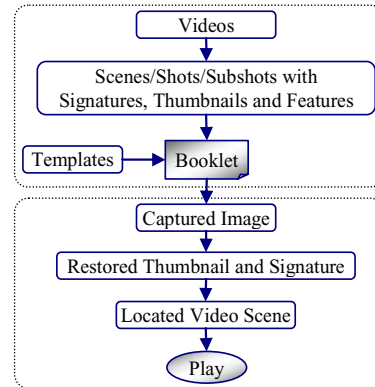 Videos
Scenes/Shots/Subshots with
Signatures, Thumbnails and Features
Templates
Booklet
Captured Image
Restored Thumbnail and Signature
Located Video Scene
Play